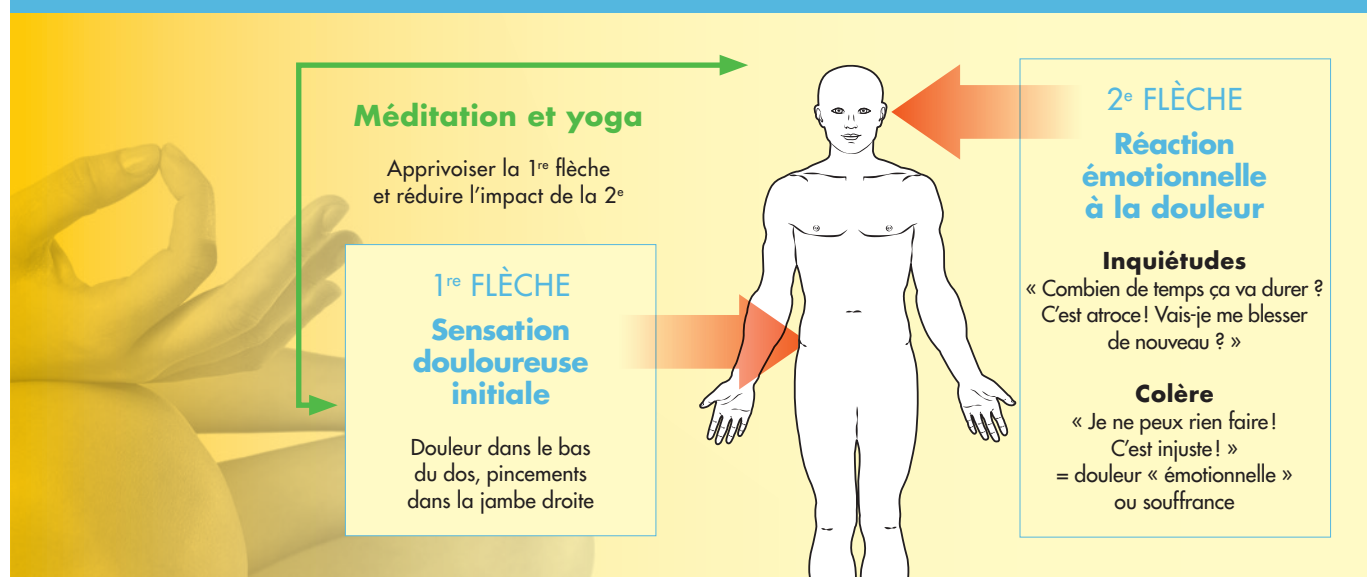 Méditation et yoga
Apprivoiser la 1re flèche
et réduire l'impact de la 2e
1re FLÈCHE
Sensation
douloureuse
initiale
Douleur dans le bas
du dos, pincements
dans la jambe droite
2e FLÈCHE
Réaction
émotionnelle
à la douleur
Inquiétudes
« Combien de temps ça va durer ?
C'est atroce! Vais-je me blesser
de nouveau ? »
Colère
« Je ne peux rien faire!
C'est injuste! »
= douleur « émotionnelle »
ou souffrance